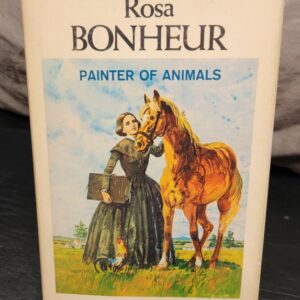 Rosa
BONHEUR
PAINTER OF ANIMALS